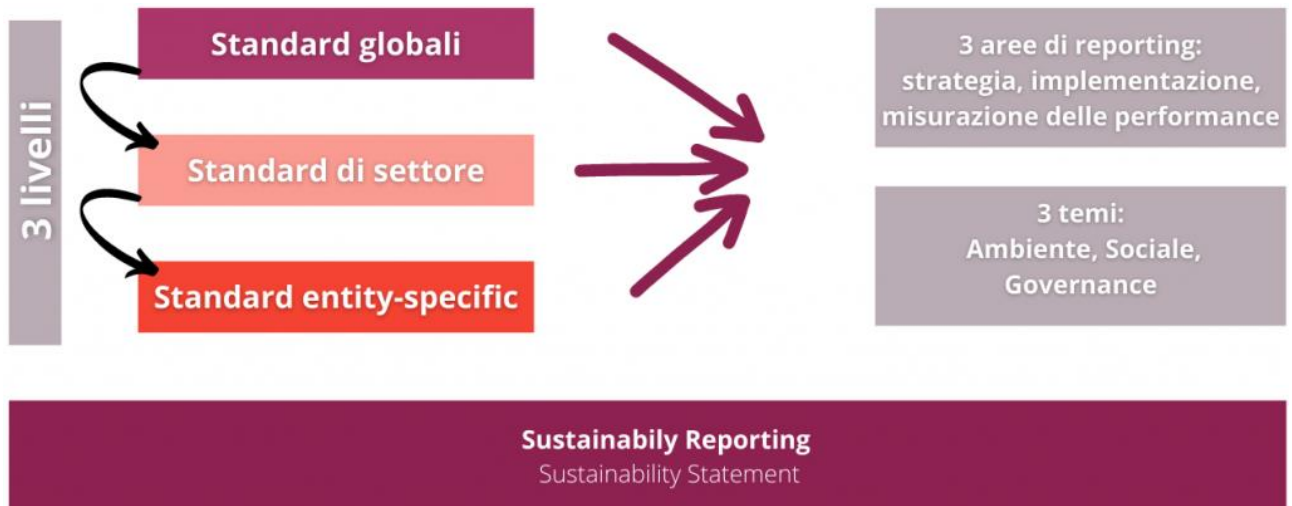 3 livelli
Standard globali
Standard di settore
Standard entity-specific
3 aree di reporting:
strategia, implementazione,
misurazione delle performance
3 temi:
Ambiente, Sociale,
Governance
Sustainabily Reporting
Sustainability Statement